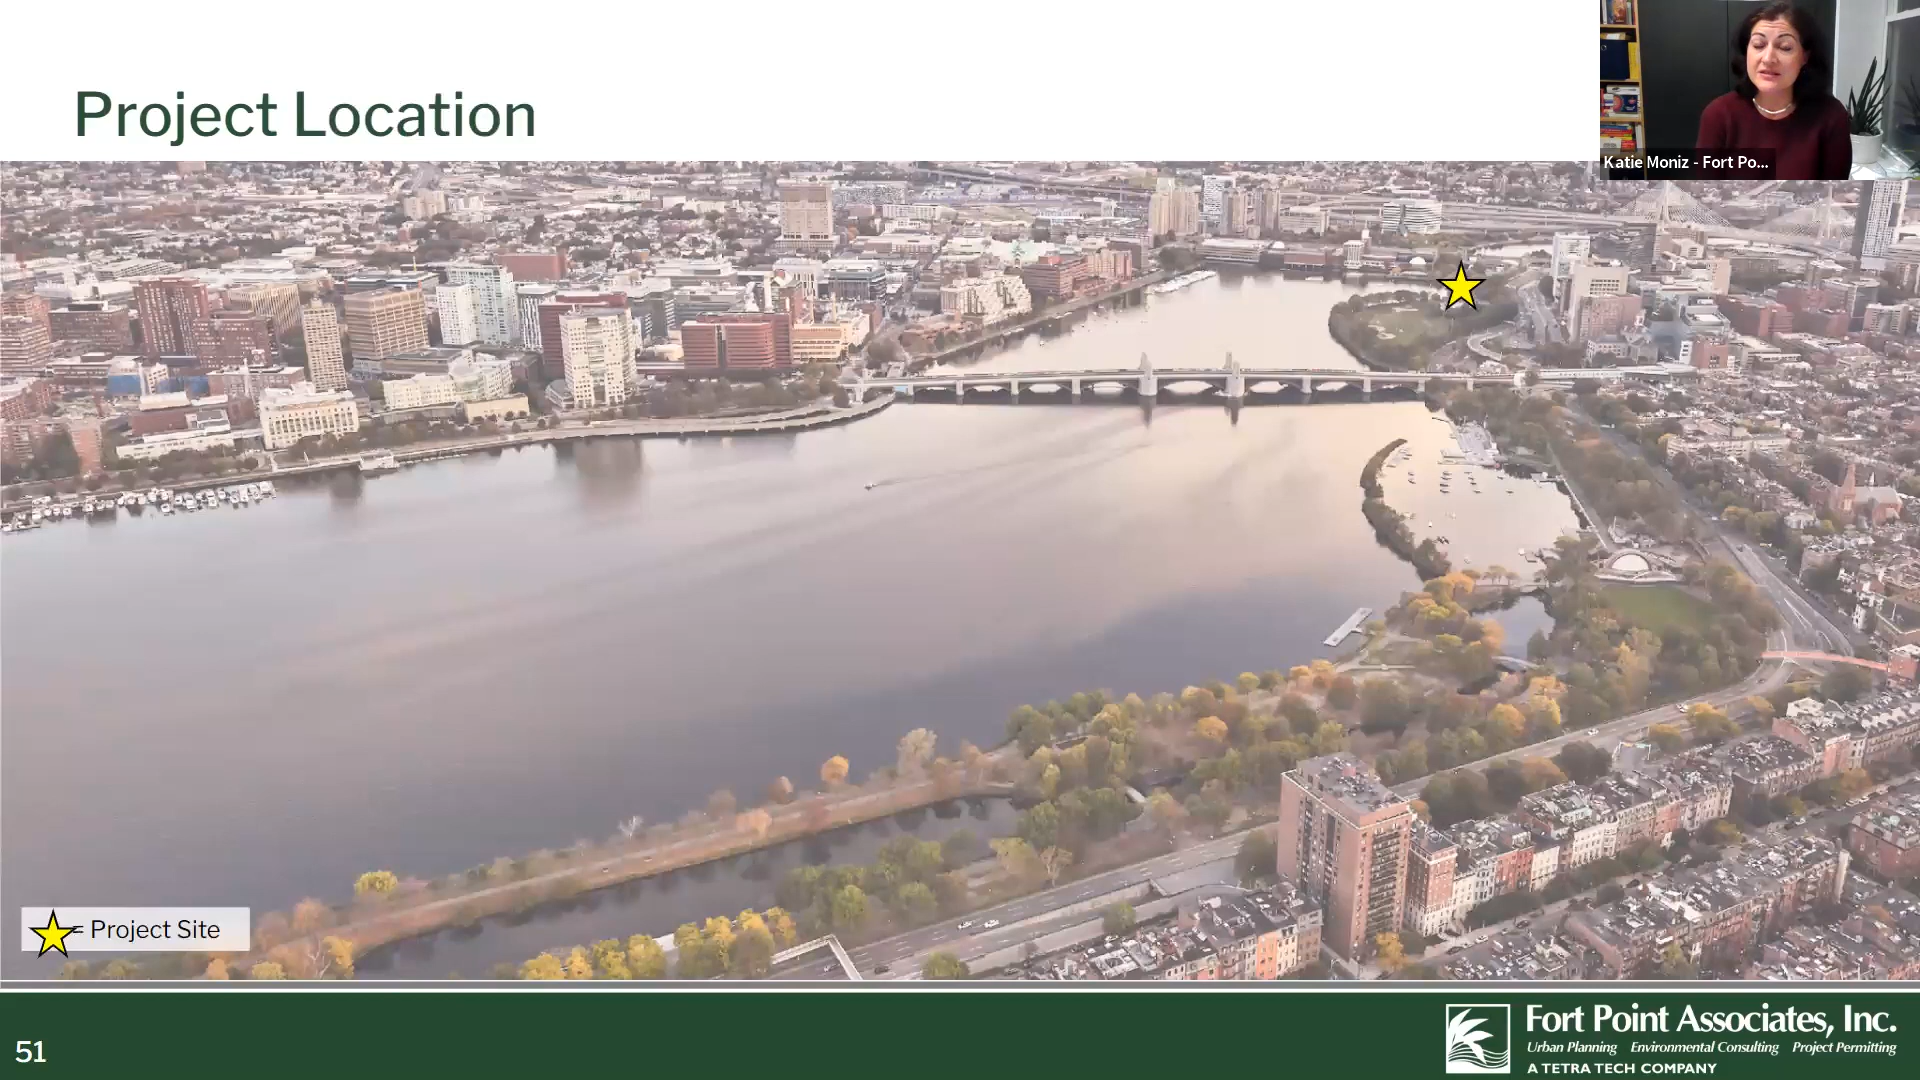 Project Location
Katie Moniz - Fort Po...
= Project Site
51
Fort Point Associates, Inc.
Urban Planning Environmental Consulting Project Permitting
A TETRA TECH COMPANY